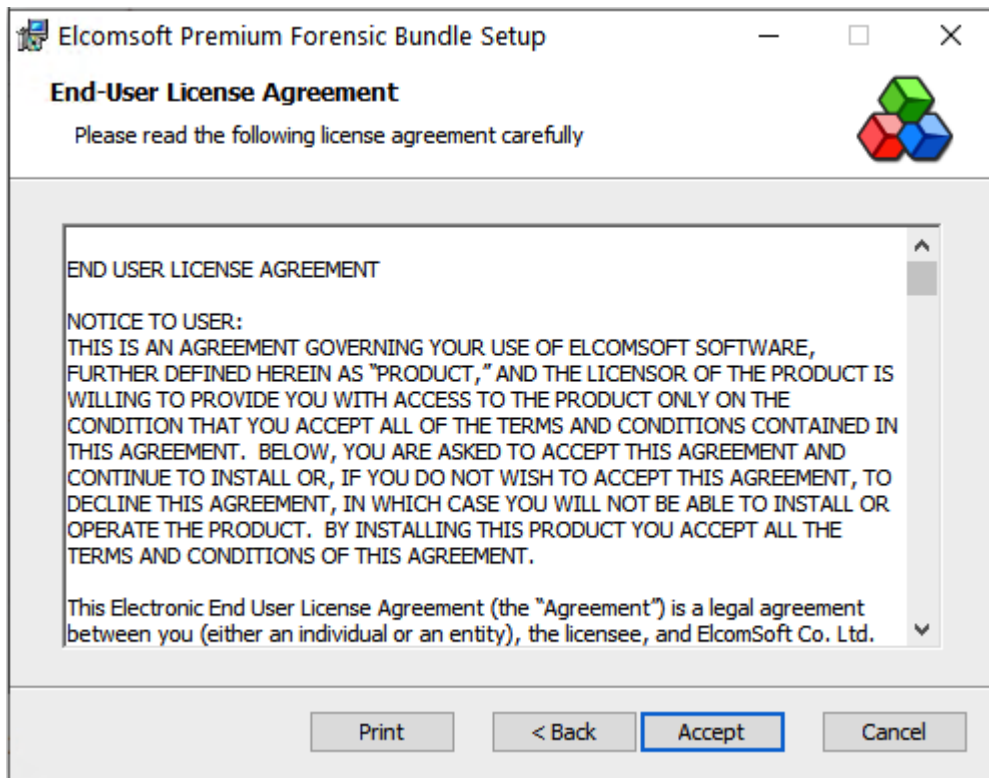 Elcomsoft Premium Forensic Bundle Setup
End-User License Agreement
Please read the following license agreement carefully
END USER LICENSE AGREEMENT
NOTICE TO USER:
THIS IS AN AGREEMENT GOVERNING YOUR USE OF ELCOMSOFT SOFTWARE,
FURTHER DEFINED HEREIN AS “PRODUCT,” AND THE LICENSOR OF THE PRODUCT IS
WILLING TO PROVIDE YOU WITH ACCESS TO THE PRODUCT ONLY ON THE
CONDITION THAT YOU ACCEPT ALL OF THE TERMS AND CONDITIONS CONTAINED IN
THIS AGREEMENT.  BELOW, YOU ARE ASKED TO ACCEPT THIS AGREEMENT AND
CONTINUE TO INSTALL OR, IF YOU DO NOT WISH TO ACCEPT THIS AGREEMENT, TO
DECLINE THIS AGREEMENT, IN WHICH CASE YOU WILL NOT BE ABLE TO INSTALL OR
OPERATE THE PRODUCT.  BY INSTALLING THIS PRODUCT YOU ACCEPT ALL THE
TERMS AND CONDITIONS OF THIS AGREEMENT.
This Electronic End User License Agreement (the “Agreement”) is a legal agreement
between you (either an individual or an entity), the licensee, and ElcomSoft Co. Ltd.
Print
< Back
Accept
Cancel